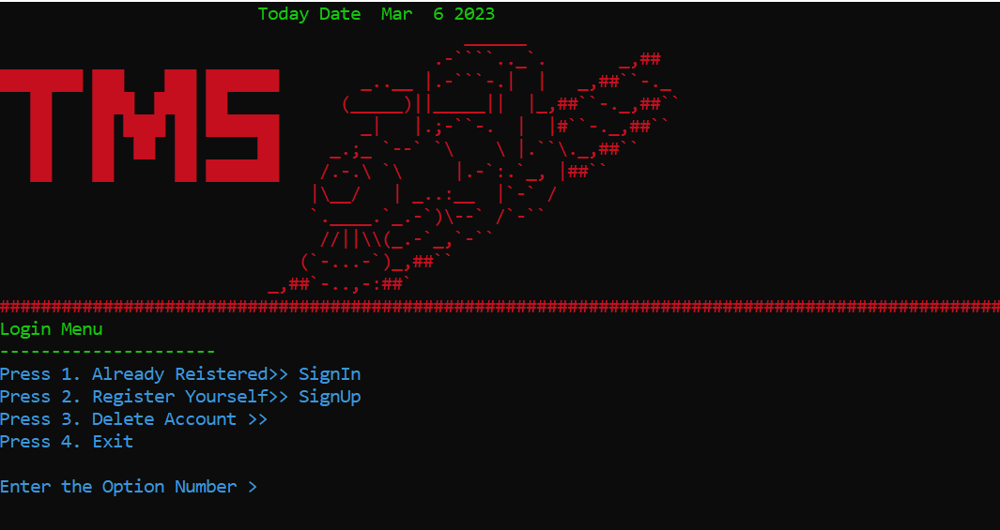 Today Date  Mar  6 2023
TMS
Login Menu
---------------------
Press 1. Already Reistered>> SignIn
Press 2. Register Yourself>> SignUp
Press 3. Delete Account >>
Press 4. Exit
Enter the Option Number >